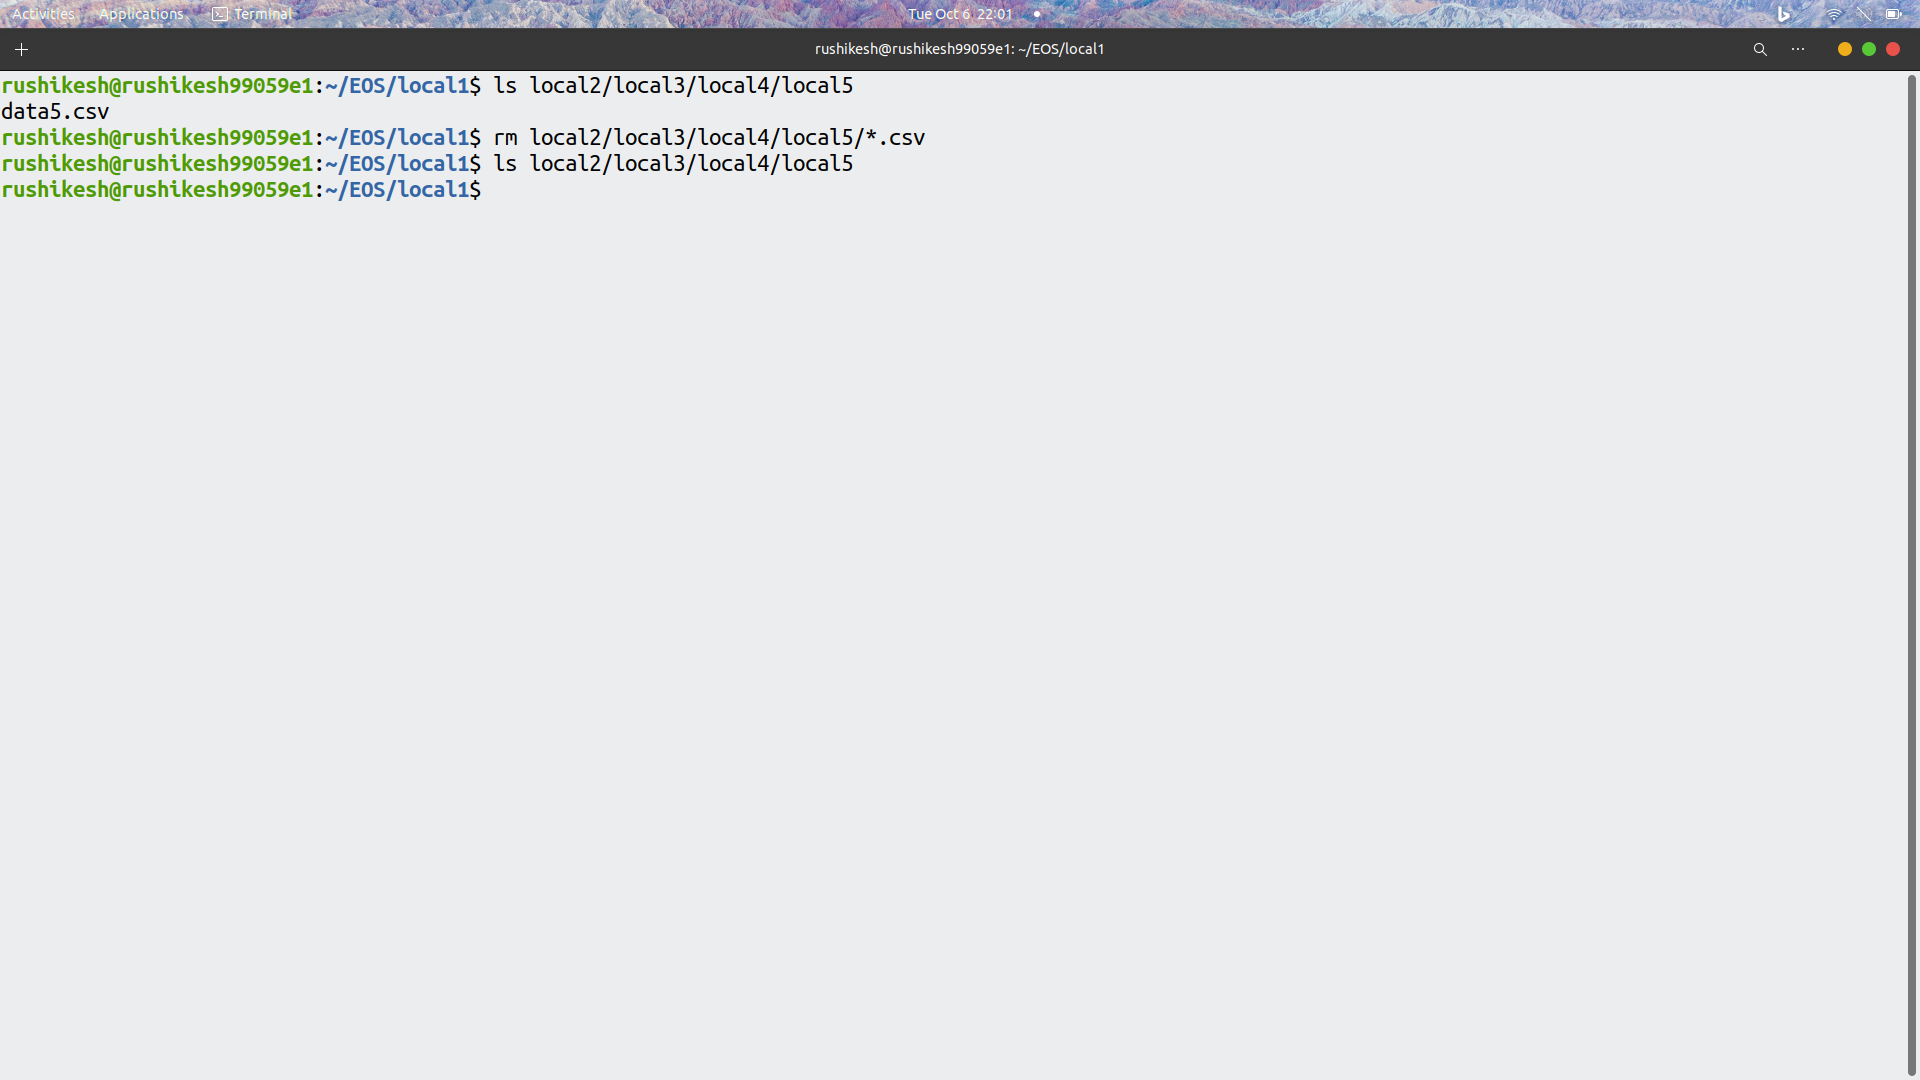 Activities Applications Terminal Tue Oct 6 22:01
rushikesh@rushikesh99059e1: ~/EOS/local1
rushikesh@rushikesh99059e1:~/EOS/local1$ ls local2/local3/local4/local5
data5.csv
rushikesh@rushikesh99059e1:~/EOS/local1$ rm local2/local3/local4/local5/*.csv
rushikesh@rushikesh99059e1:~/EOS/local1$ ls local2/local3/local4/local5
rushikesh@rushikesh99059e1:~/EOS/local1$